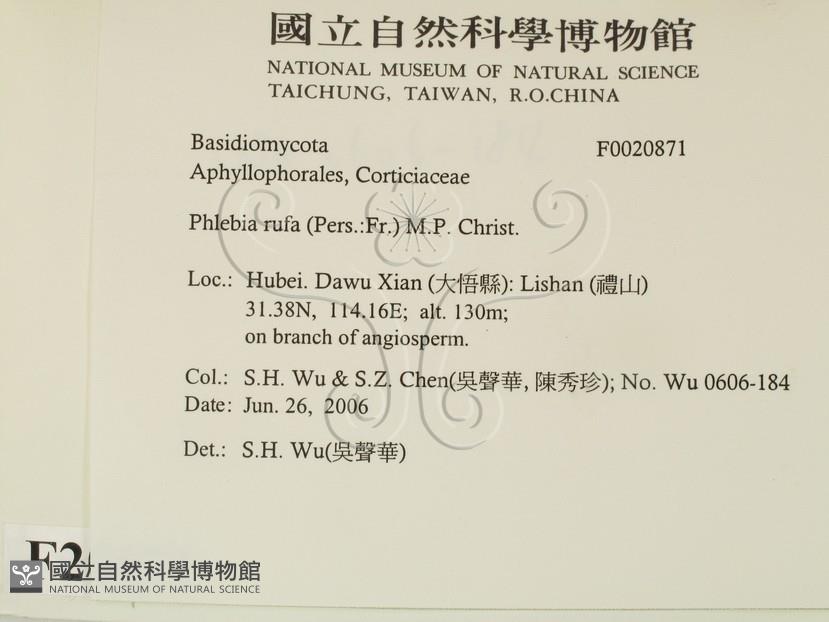 國立自然科學博物館
NATIONAL MUSEUM OF NATURAL SCIENCE
TAICHUNG, TAIWAN, R.O.CHINA
Basidiomycota F0020871
Aphyllophorales, Corticiaceae
Phlebia rufa (Pers.:Fr.) M.P. Christ.
Loc.: Hubei. Dawu Xian (大悟縣): Lishan (禮山)
31.38N, 114.16E; alt. 130m;
on branch of angiosperm.
Col.: S.H. Wu & S.Z. Chen(吳聲華, 陳秀珍); No. Wu 0606-184
Date: Jun. 26, 2006
Det.: S.H. Wu(吳聲華)
F2
國立自然科學博物館
NATIONAL MUSEUM OF NATURAL SCIENCE